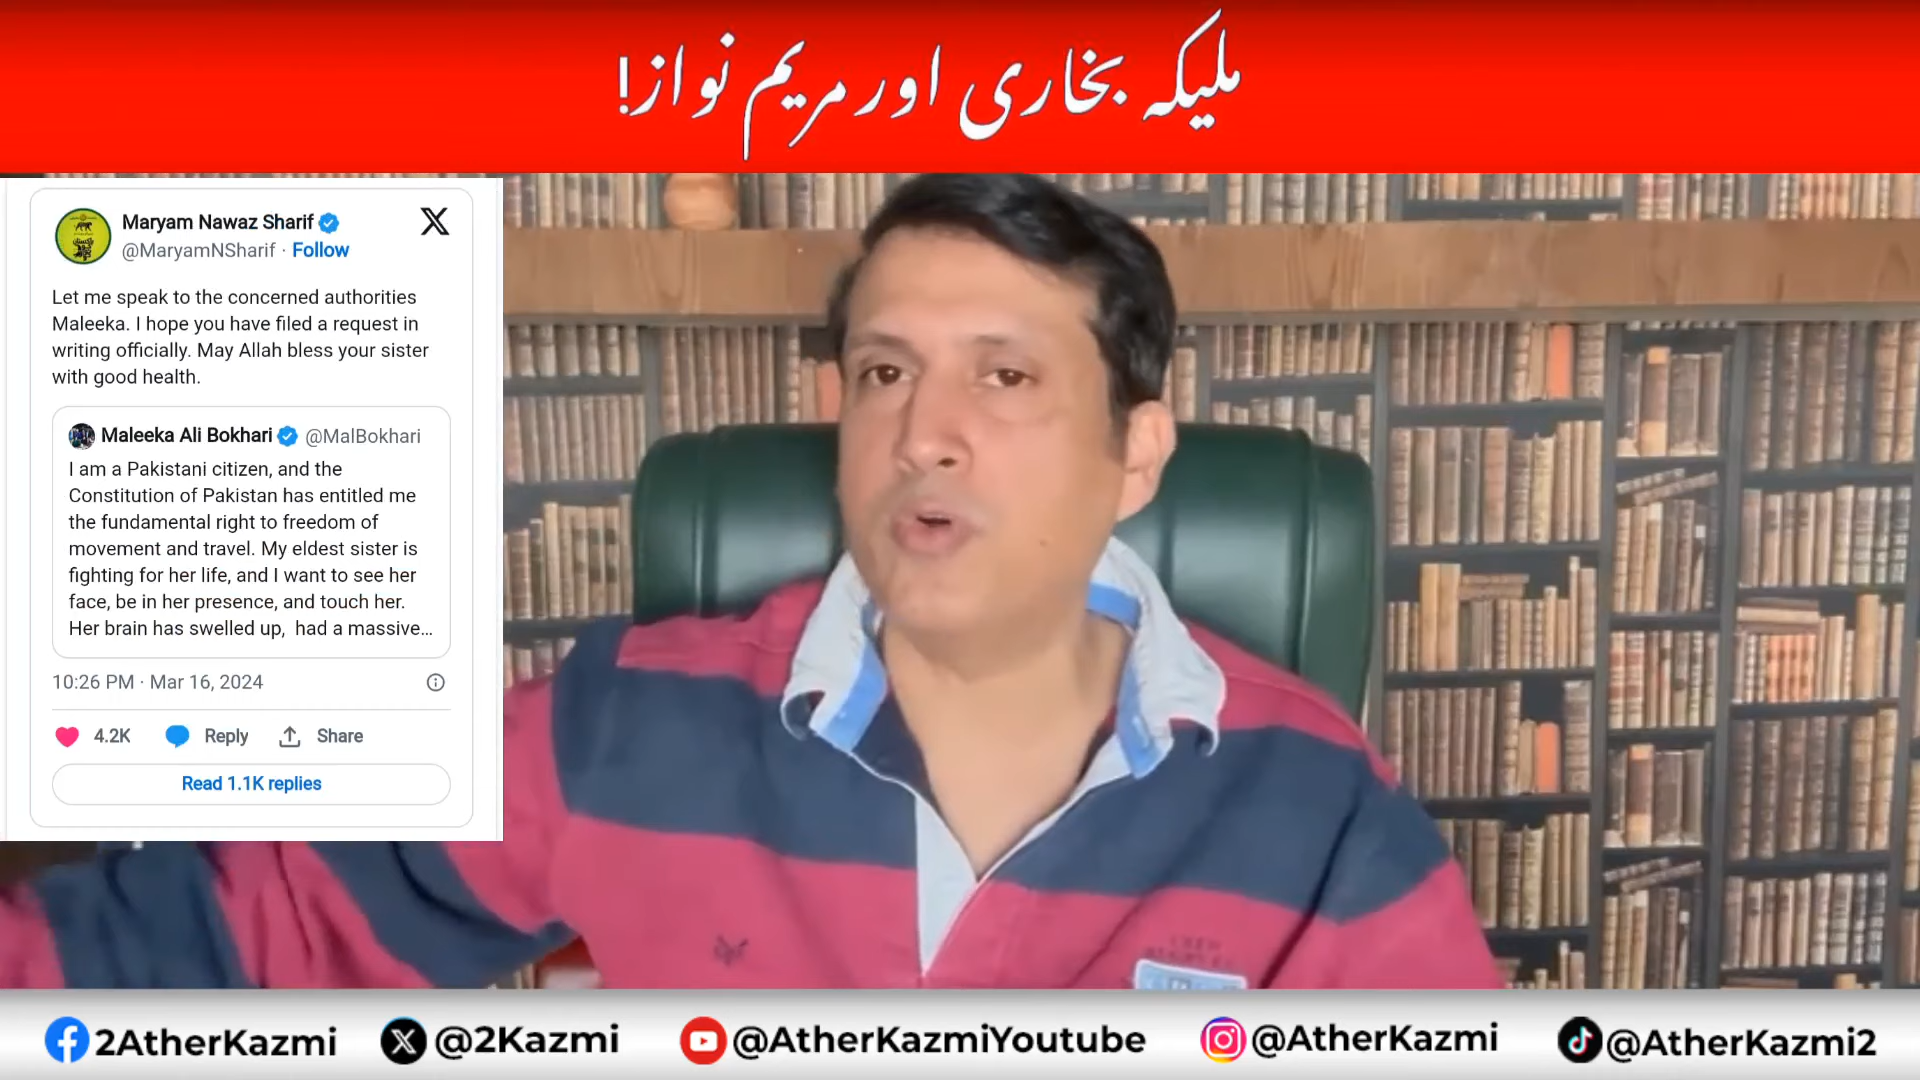 ملیکہ بخاری اور مریم نواز!
Maryam Nawaz Sharif
@MaryamNSharif · Follow
Let me speak to the concerned authorities
Maleeka. I hope you have filed a request in
writing officially. May Allah bless your sister
with good health.
Maleeka Ali Bokhari @MalBokhari
I am a Pakistani citizen, and the
Constitution of Pakistan has entitled me
the fundamental right to freedom of
movement and travel. My eldest sister is
fighting for her life, and I want to see her
face, be in her presence, and touch her.
Her brain has swelled up, had a massive...
10:26 PM · Mar 16, 2024
4.2K Reply Share
Read 1.1K replies
2AtherKazmi @2Kazmi @AtherKazmiYoutube @AtherKazmi @AtherKazmi2